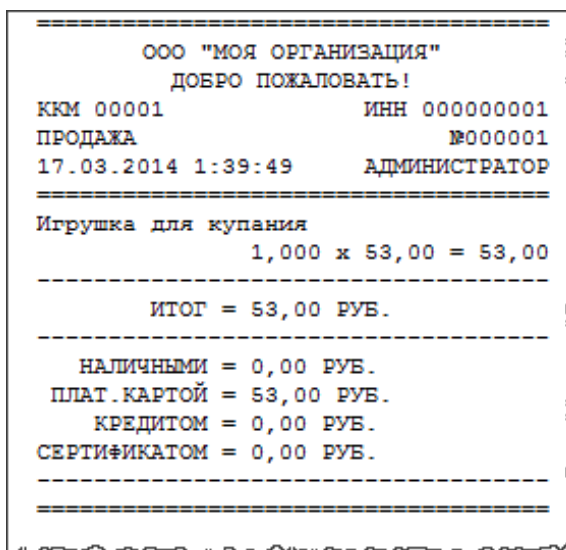 ООО "МОЯ ОРГАНИЗАЦИЯ"
ДОБРО ПОЖАЛОВАТЬ!
ККМ 00001 ИНН 000000001
ПРОДАЖА №000001
17.03.2014 1:39:49 АДМИНИСТРАТОР
Игрушка для купания
1,000 x 53,00 = 53,00
ИТОГ = 53,00 РУБ.
НАЛИЧНЫМИ = 0,00 РУБ.
ПЛАТ.КАРТОЙ = 53,00 РУБ.
КРЕДИТОМ = 0,00 РУБ.
СЕРТИФИКАТОМ = 0,00 РУБ.